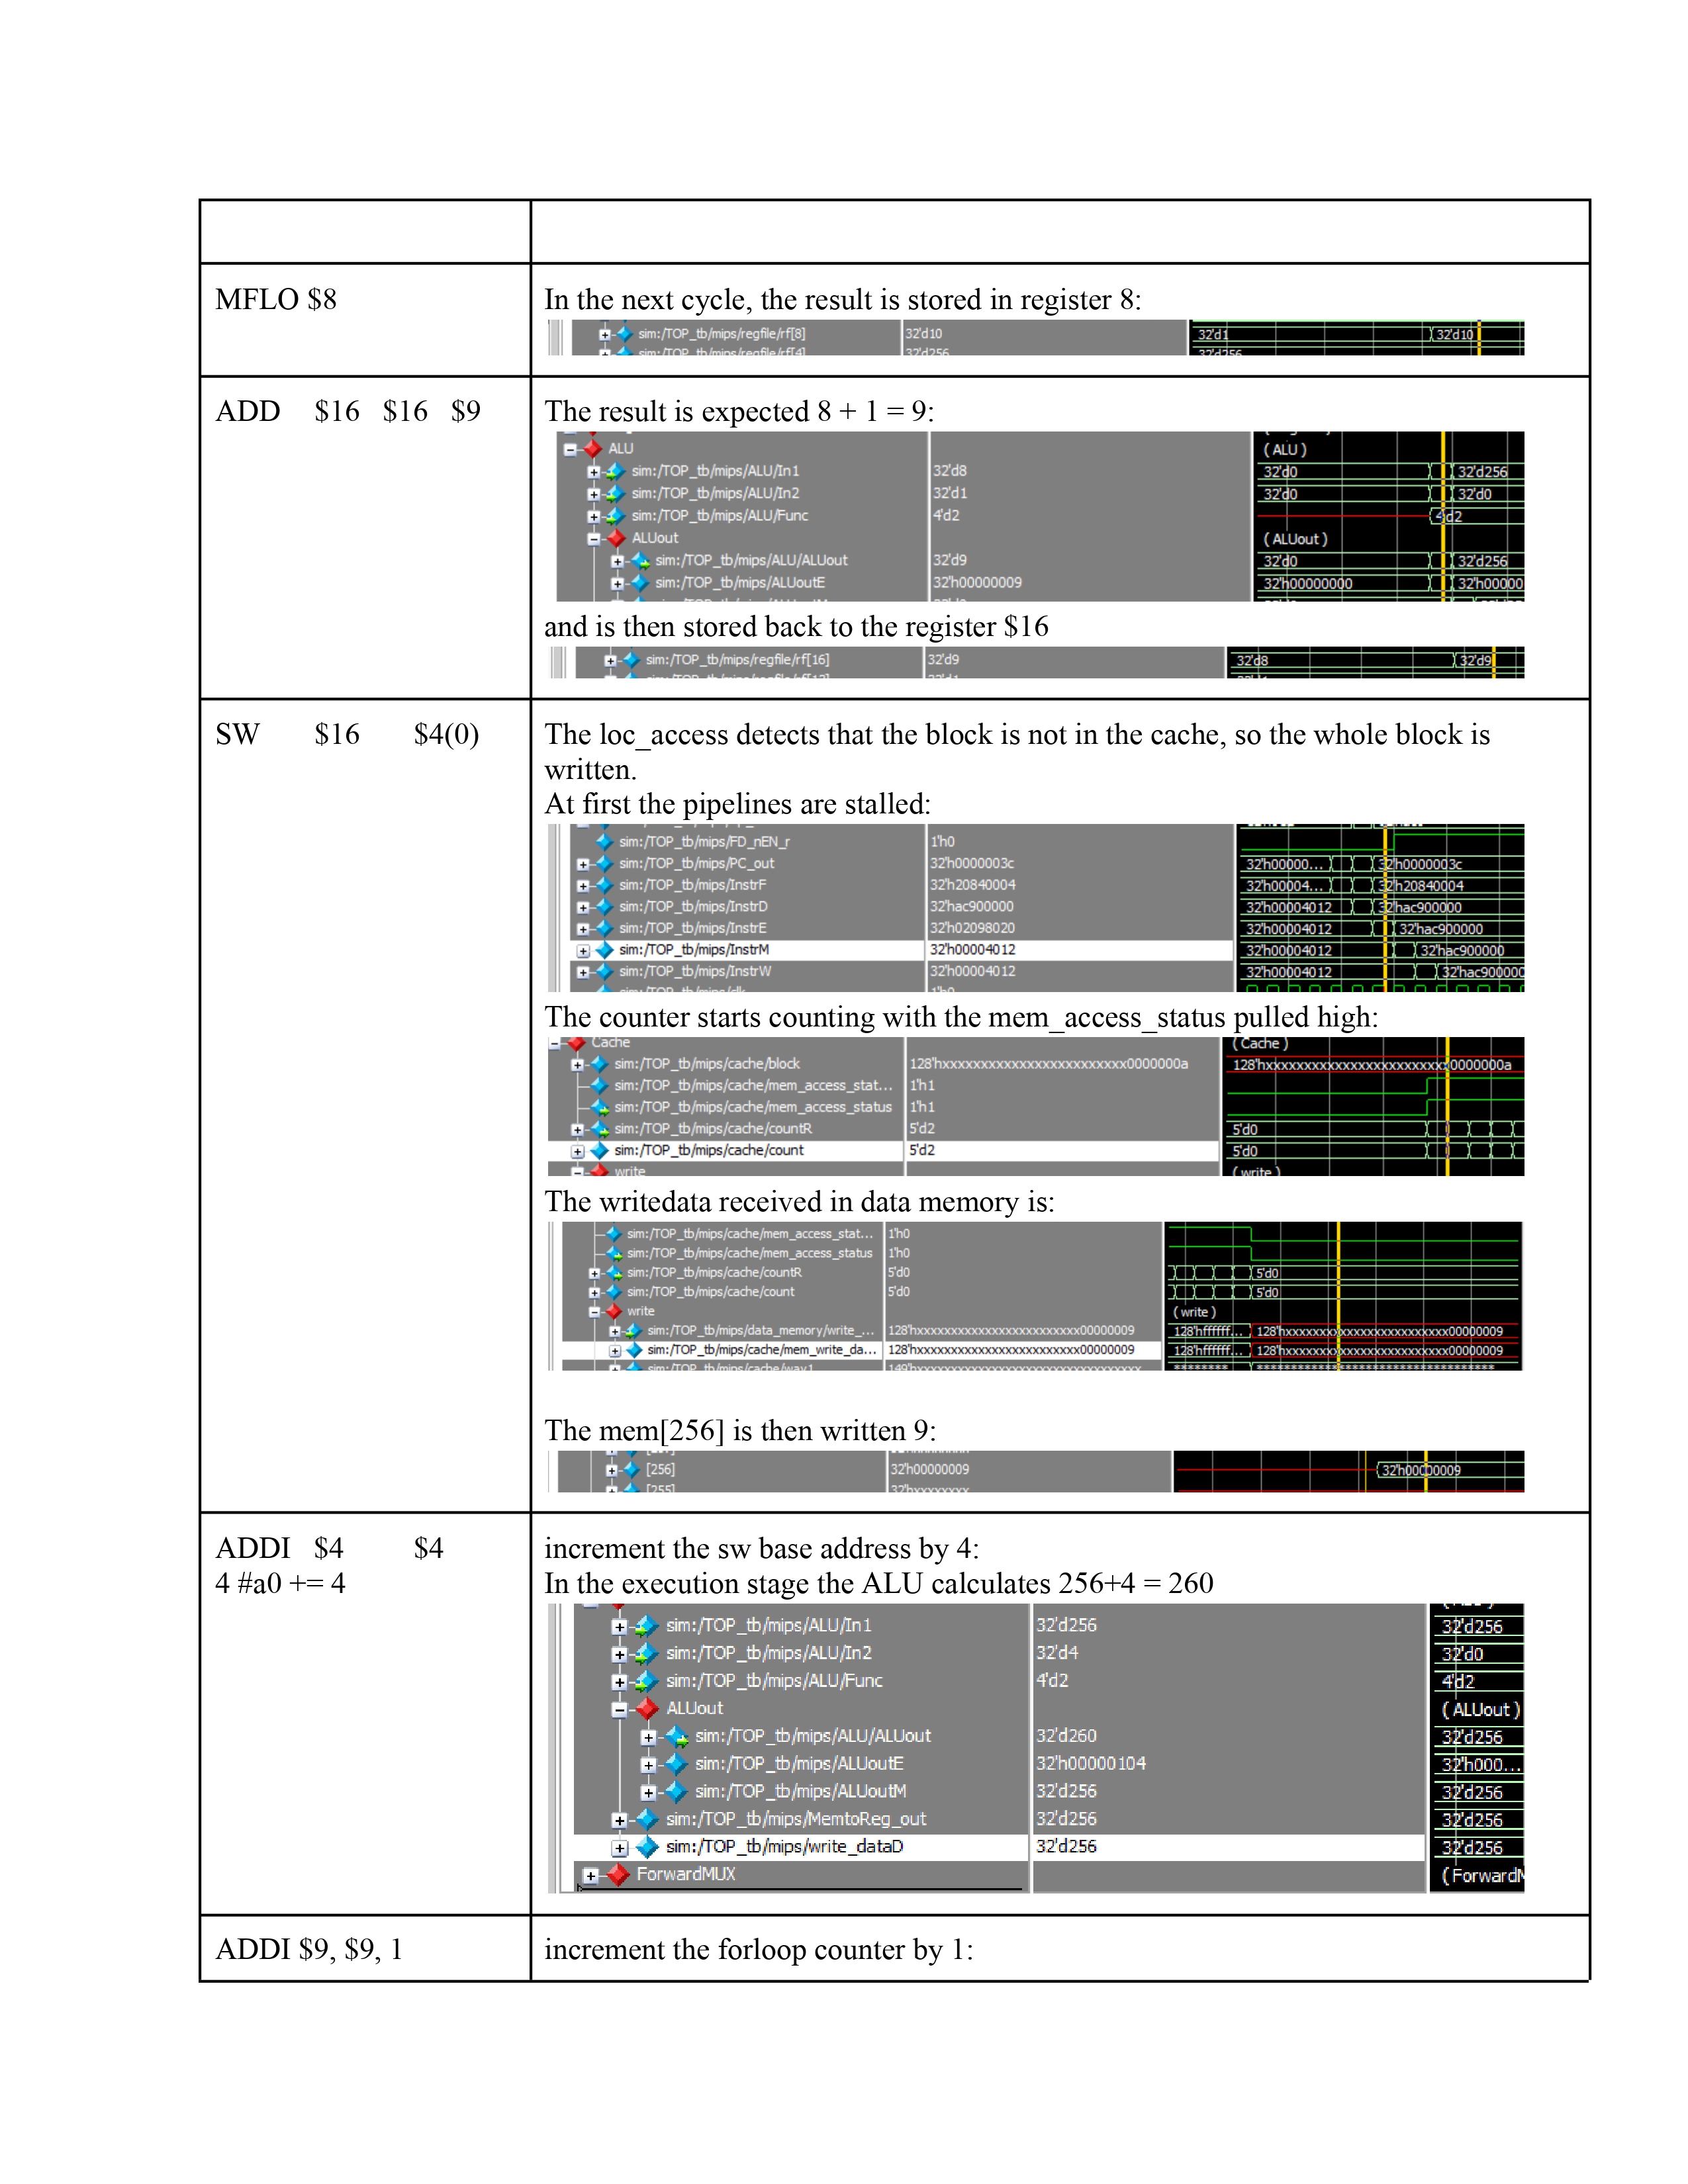 MFLO $8
In the next cycle, the result is stored in register 8:
sim:/TOP_tb/mips/regfile/rf[8] 32'd10 32'd1 32'd10
sim:/TOP_tb/mips/regfile/rf[4] 32'd256 32'd256
ADD $16 $16 $9
The result is expected 8 + 1 = 9:
ALU (ALU)
sim:/TOP_tb/mips/ALU/In1 32'd8 32'd0 32'd256
sim:/TOP_tb/mips/ALU/In2 32'd1 32'd0 32'd0
sim:/TOP_tb/mips/ALU/Func 4'd2 4'd2
ALUout (ALUout)
sim:/TOP_tb/mips/ALU/ALUout 32'd9 32'd0 32'd256
sim:/TOP_tb/mips/ALUoutE 32'h00000009 32'h00000000 32'h00000
and is then stored back to the register $16
sim:/TOP_tb/mips/regfile/rf[16] 32'd9 32'd8 32'd9
SW $16 $4(0)
The loc_access detects that the block is not in the cache, so the whole block is
written.
At first the pipelines are stalled:
sim:/TOP_tb/mips/FD_nEN_r 1'h0
sim:/TOP_tb/mips/PC_out 32'h0000003c 32'h00000... 32'h0000003c
sim:/TOP_tb/mips/InstrF 32'h20840004 32'h00004... 32'h20840004
sim:/TOP_tb/mips/InstrD 32'hac900000 32'h00004012 32'hac900000
sim:/TOP_tb/mips/InstrE 32'h02098020 32'h00004012 32'hac900000
sim:/TOP_tb/mips/InstrM 32'h00004012 32'h00004012 32'hac900000
sim:/TOP_tb/mips/InstrW 32'h00004012 32'h00004012 32'hac900000
The counter starts counting with the mem_access_status pulled high:
Cache (Cache)
sim:/TOP_tb/mips/cache/block 128'hxxxxxxxxxxxxxxxxxxxxxxxx0000000a 128'hxxxxxxxxxxxxxxxxxxxxxxxx0000000a
sim:/TOP_tb/mips/cache/mem_access_stat... 1'h1
sim:/TOP_tb/mips/cache/mem_access_status 1'h1
sim:/TOP_tb/mips/cache/countR 5'd2 5'd0
sim:/TOP_tb/mips/cache/count 5'd2 5'd0
write (write)
The writedata received in data memory is:
sim:/TOP_tb/mips/cache/mem_access_stat... 1'h0
sim:/TOP_tb/mips/cache/mem_access_status 1'h0
sim:/TOP_tb/mips/cache/countR 5'd0 5'd0
sim:/TOP_tb/mips/cache/count 5'd0 5'd0
write (write)
sim:/TOP_tb/mips/data_memory/write_... 128'hxxxxxxxxxxxxxxxxxxxxxxxx00000009 128'hffffff... 128'hxxxxxxxxxxxxxxxxxxxxxxxx00000009
sim:/TOP_tb/mips/cache/mem_write_da... 128'hxxxxxxxxxxxxxxxxxxxxxxxx00000009 128'hffffff... 128'hxxxxxxxxxxxxxxxxxxxxxxxx00000009
The mem[256] is then written 9:
[256] 32'h00000009 32'h00000009
[255] 32'hxxxxxxxx
ADDI $4 $4
4 #a0 += 4
increment the sw base address by 4:
In the execution stage the ALU calculates 256+4 = 260
sim:/TOP_tb/mips/ALU/In1 32'd256 32'd256
sim:/TOP_tb/mips/ALU/In2 32'd4 32'd0
sim:/TOP_tb/mips/ALU/Func 4'd2 4'd2
ALUout (ALUout)
sim:/TOP_tb/mips/ALU/ALUout 32'd260 32'd256
sim:/TOP_tb/mips/ALUoutE 32'h00000104 32'h000...
sim:/TOP_tb/mips/ALUoutM 32'd256 32'd256
sim:/TOP_tb/mips/MemtoReg_out 32'd256 32'd256
sim:/TOP_tb/mips/write_dataD 32'd256 32'd256
ForwardMUX
ADDI $9, $9, 1
increment the forloop counter by 1: